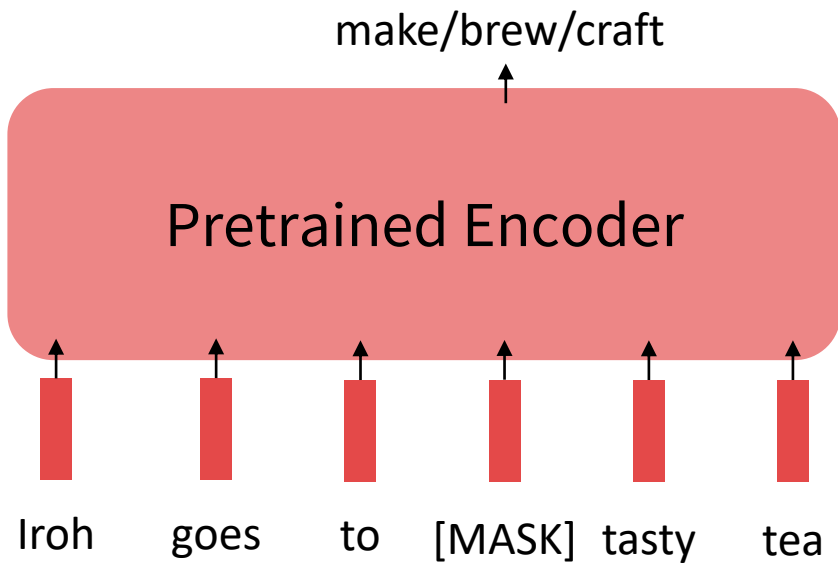 make/brew/craft
Pretrained Encoder
Iroh goes to [MASK] tasty tea